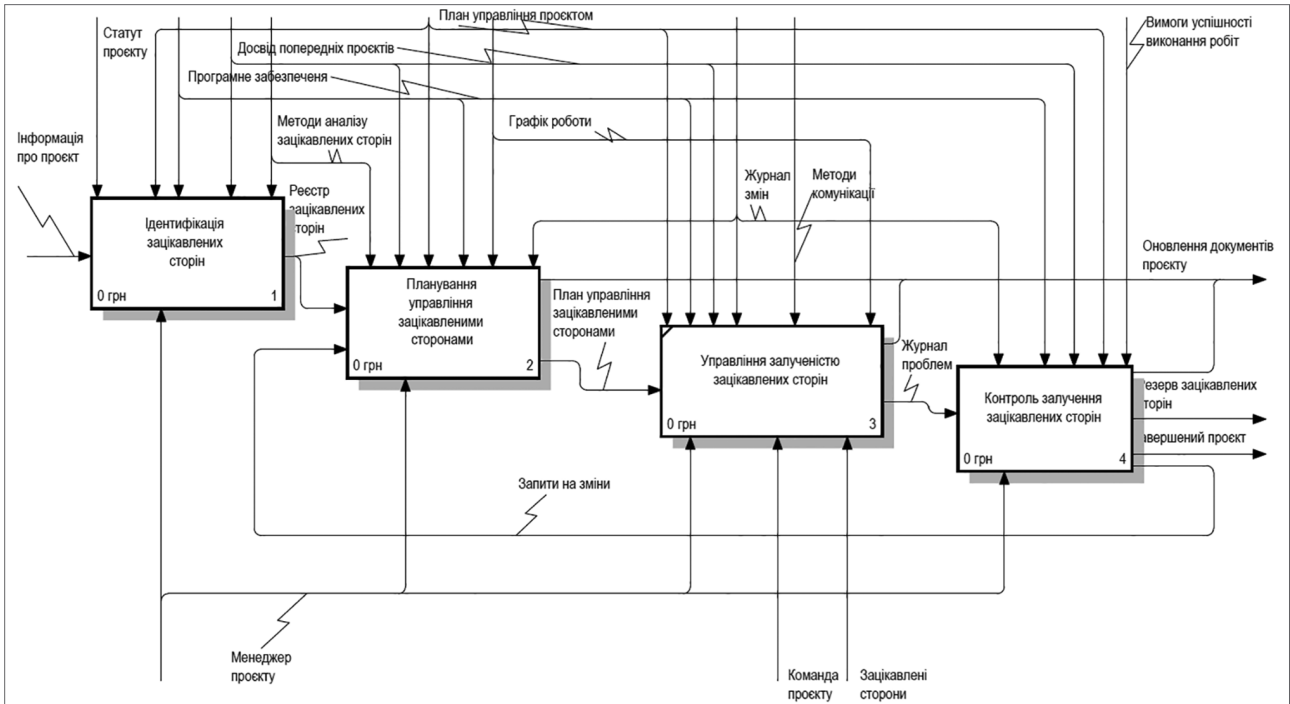 План управління проєктом
Статут
проєкту
Вимоги успішності
виконання робіт
Досвід попередніх проєктів
Програмне забезпеченя
Методи аналізу
зацікавлених сторін
Графік роботи
Інформація
про проєкт
Журнал
змін
Методи
комунікації
Реєстр
зацікавлених
сторін
Ідентифікація
зацікавлених
сторін
0 грн
1
Оновлення документів
проєкту
Планування
управління
зацікавленими
сторонами
0 грн
2
План управління
зацікавленими
сторонами
Управління залученістю
зацікавлених сторін
0 грн
3
Журнал
проблем
Контроль залучення
зацікавлених сторін
0 грн
4
езерв зацікавлених
торін
авершений проєкт
Запити на зміни
Менеджер
проєкту
Команда
проєкту
Зацікавлені
сторони